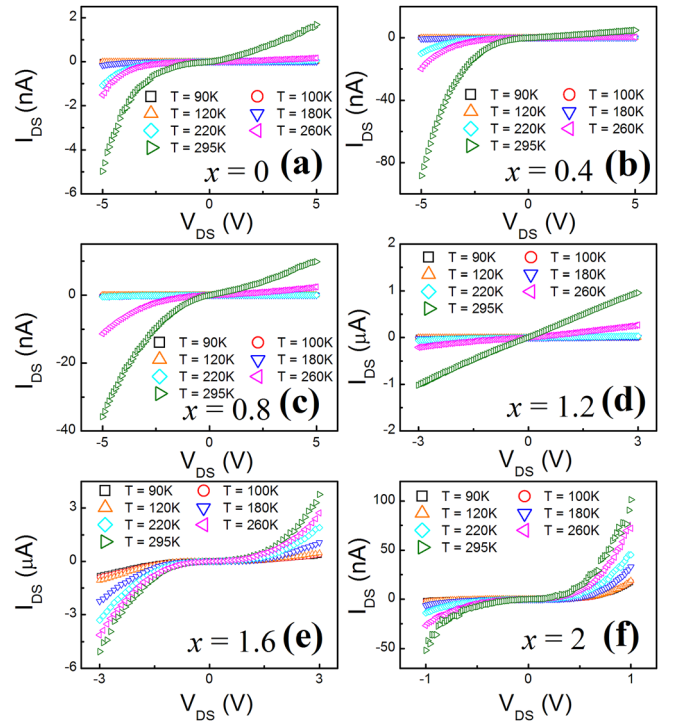 2
0
-2
-4
-6
I_DS (nA)
T = 90K T = 100K
T = 120K T = 180K
T = 220K T = 260K
T = 295K
x = 0 (a)
-5 0 5
V_DS (V)
0
-40
-80
I_DS (nA)
T = 90K T = 100K
T = 120K T = 180K
T = 220K T = 260K
T = 295K
x = 0.4 (b)
-5 0 5
V_DS (V)
0
-20
-40
I_DS (nA)
T = 90K T = 100K
T = 120K T = 180K
T = 220K T = 260K
T = 295K
x = 0.8 (c)
-5 0 5
V_DS (V)
2
1
0
-1
-2
I_DS (μA)
T = 90K T = 100K
T = 120K T = 180K
T = 220K T = 260K
T = 295K
x = 1.2 (d)
-3 0 3
V_DS (V)
3
0
-3
-6
I_DS (μA)
T = 90K T = 100K
T = 120K T = 180K
T = 220K T = 260K
T = 295K
x = 1.6 (e)
-3 0 3
V_DS (V)
100
50
0
-50
I_DS (nA)
T = 90K T = 100K
T = 120K T = 180K
T = 220K T = 260K
T = 295K
x = 2 (f)
-1 0 1
V_DS (V)